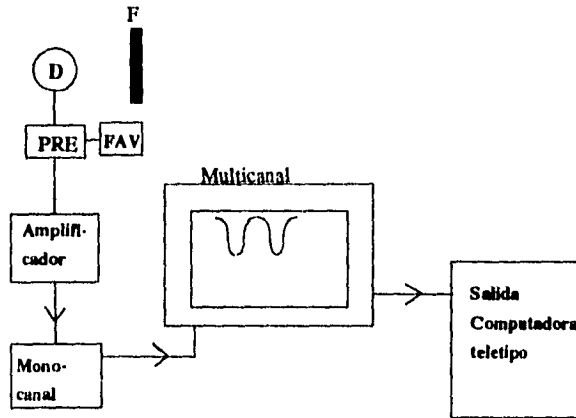 F
D
PRE
FAV
Multicanal
Amplifi-
cador
Mono-
canal
Salida
Computadora
teletipo